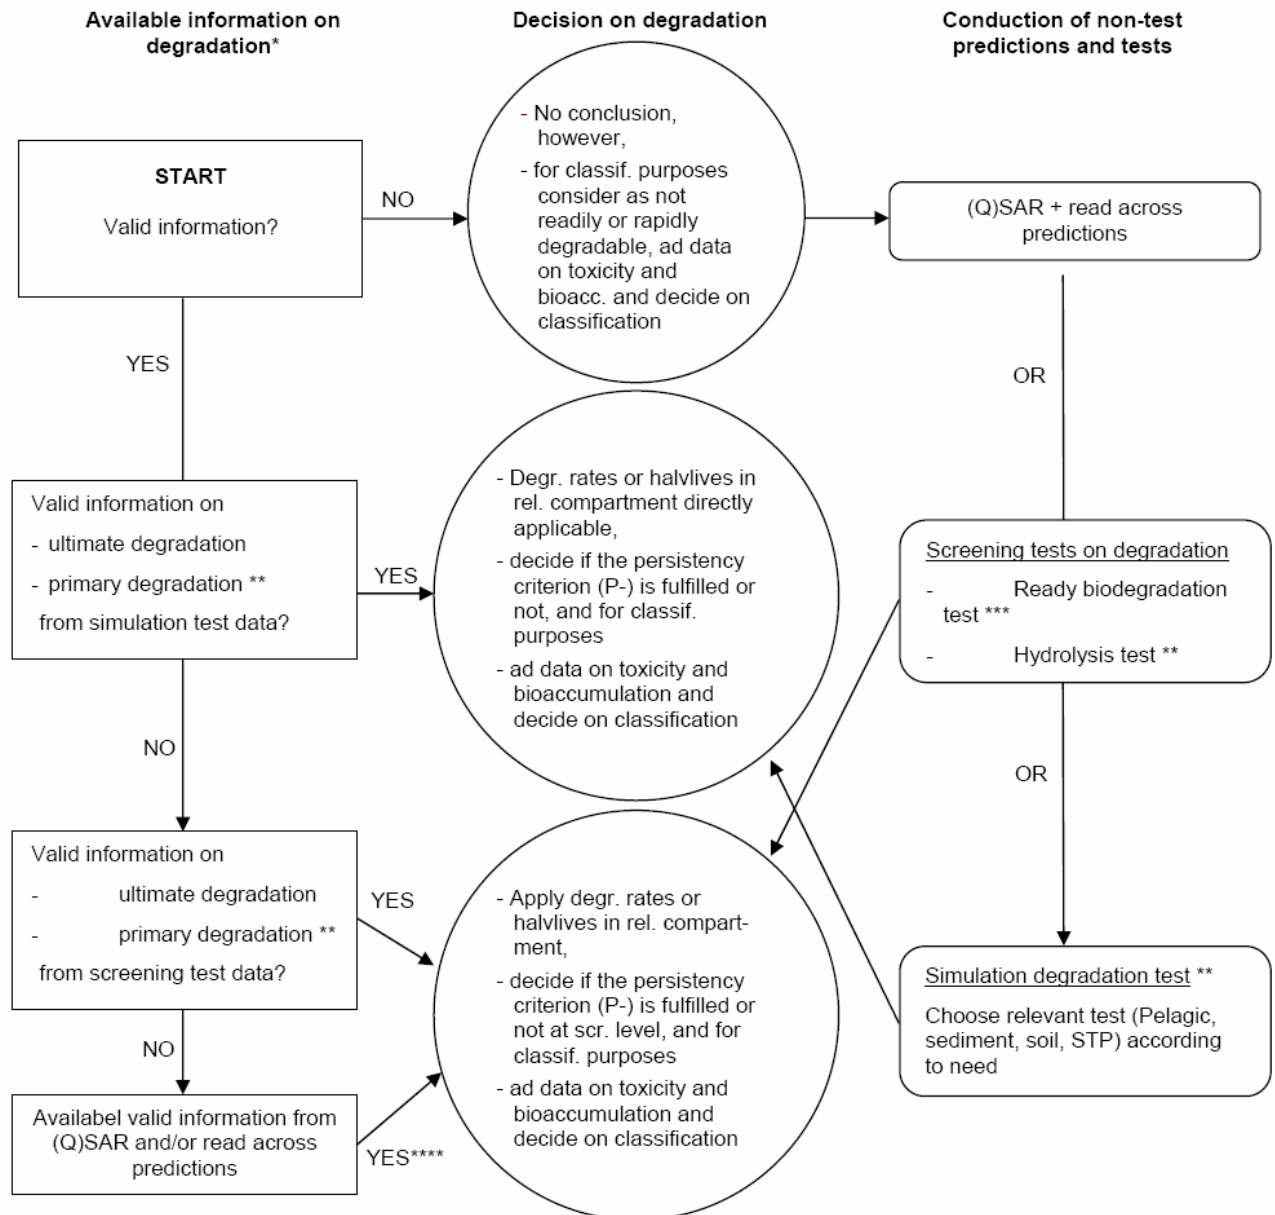 Available information on
degradation*
Decision on degradation
Conduction of non-test
predictions and tests
START
Valid information?
NO
- No conclusion,
however,
- for classif. purposes
consider as not
readily or rapidly
degradable, ad data
on toxicity and
bioacc. and decide on
classification
(Q)SAR + read across
predictions
YES
OR
Valid information on
- ultimate degradation
- primary degradation **
from simulation test data?
YES
- Degr. rates or halvlives in
rel. compartment directly
applicable,
- decide if the persistency
criterion (P-) is fulfilled or
not, and for classif.
purposes
- ad data on toxicity and
bioaccumulation and
decide on classification
Screening tests on degradation
- Ready biodegradation
test ***
- Hydrolysis test **
NO
OR
Valid information on
- ultimate degradation
- primary degradation **
from screening test data?
YES
- Apply degr. rates or
halvlives in rel. compart-
ment,
- decide if the persistency
criterion (P-) is fulfilled or
not at scr. level, and for
classif. purposes
- ad data on toxicity and
bioaccumulation and
decide on classification
Simulation degradation test **
Choose relevant test (Pelagic,
sediment, soil, STP) according
to need
NO
Availabel valid information from
(Q)SAR and/or read across
predictions
YES****